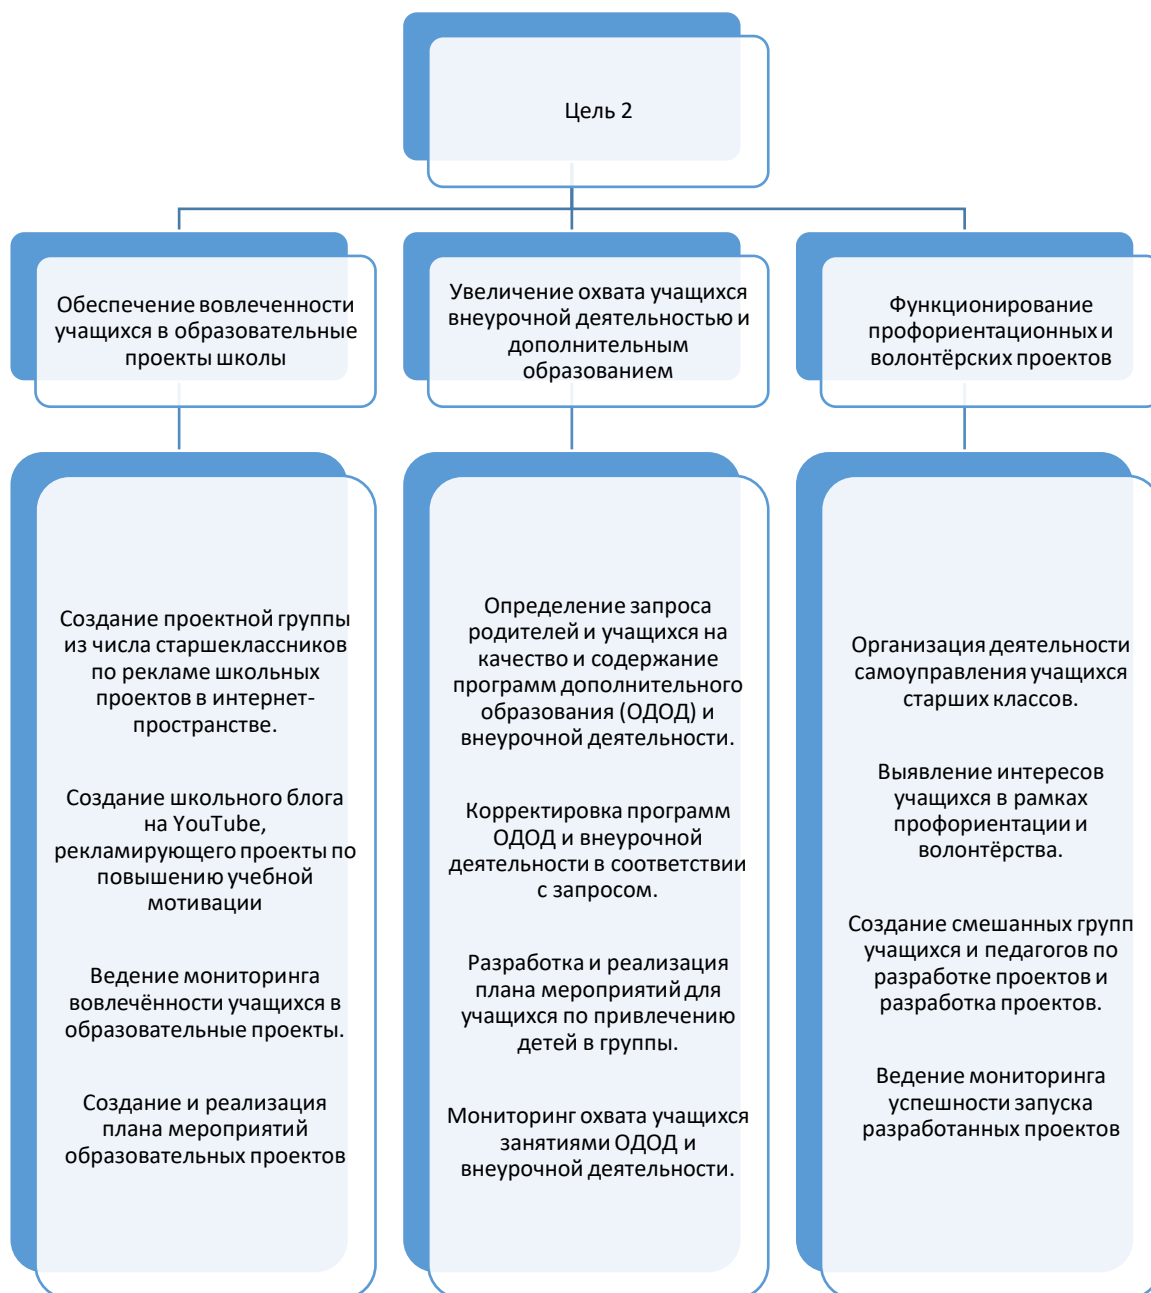 Цель 2
Обеспечение вовлеченности
учащихся в образовательные
проекты школы
Увеличение охвата учащихся
внеурочной деятельностью и
дополнительным
образованием
Функционирование
профориентационных и
волонтёрских проектов
Создание проектной группы
из числа старшеклассников
по рекламе школьных
проектов в интернет-
пространстве.
Создание школьного блога
на YouTube,
рекламирующего проекты по
повышению учебной
мотивации
Ведение мониторинга
вовлечённости учащихся в
образовательные проекты.
Создание и реализация
плана мероприятий
образовательных проектов
Определение запроса
родителей и учащихся на
качество и содержание
программ дополнительного
образования (ОДОД) и
внеурочной деятельности.
Корректировка программ
ОДОД и внеурочной
деятельности в соответствии
с запросом.
Разработка и реализация
плана мероприятий для
учащихся по привлечению
детей в группы.
Мониторинг охвата учащихся
занятиями ОДОД и
внеурочной деятельности.
Организация деятельности
самоуправления учащихся
старших классов.
Выявление интересов
учащихся в рамках
профориентации и
волонтёрства.
Создание смешанных групп
учащихся и педагогов по
разработке проектов и
разработка проектов.
Ведение мониторинга
успешности запуска
разработанных проектов